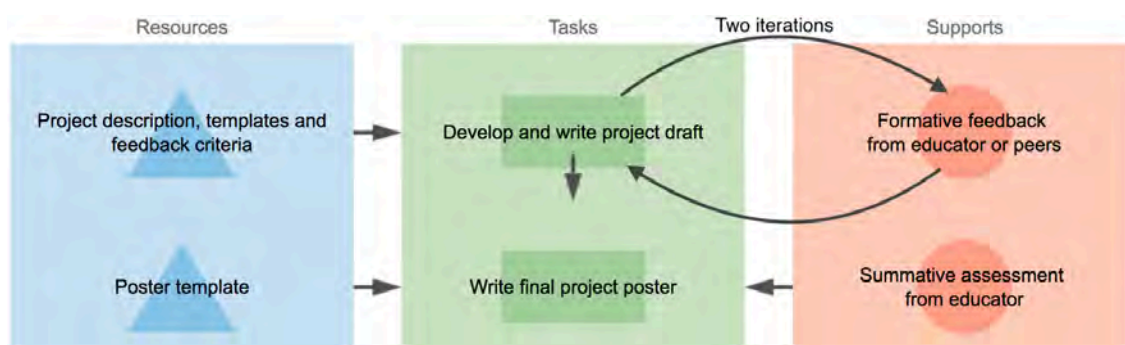 Resources
Tasks
Two iterations
Supports
Project description, templates and
feedback criteria
Develop and write project draft
Formative feedback
from educator or peers
Poster template
Write final project poster
Summative assessment
from educator